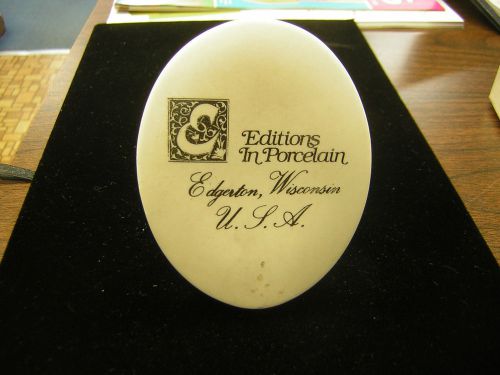 E
Editions
In Porcelain
Edgerton, Wisconsin
U. S. A.